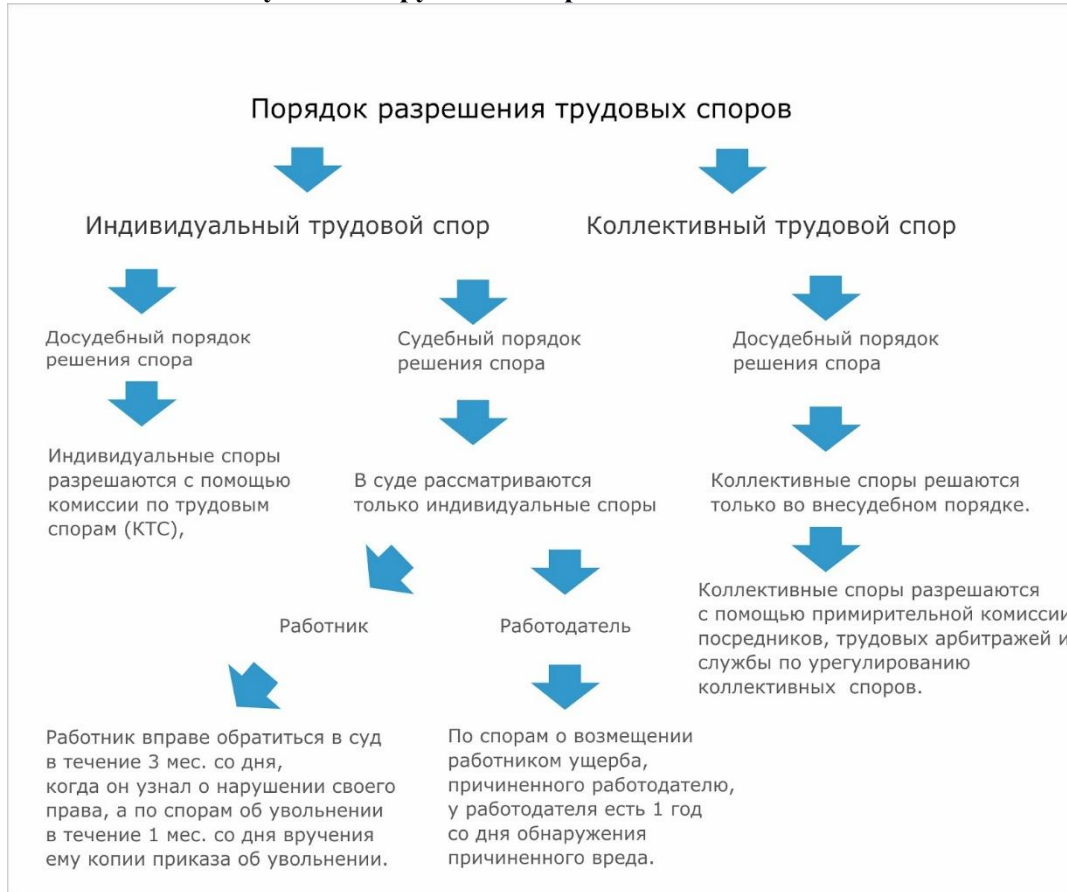 Порядок разрешения трудовых споров
Индивидуальный трудовой спор
Коллективный трудовой спор
Досудебный порядок
решения спора
Судебный порядок
решения спора
Досудебный порядок
решения спора
Индивидуальные споры
разрешаются с помощью
комиссии по трудовым
спорам (КТС),
В суде рассматриваются
только индивидуальные споры
Коллективные споры решаются
только во внесудебном порядке.
Работник
Работодатель
Коллективные споры разрешаются
с помощью примирительной комиссии
посредников, трудовых арбитражей и
службы по урегулированию
коллективных споров.
Работник вправе обратиться в суд
в течение 3 мес. со дня,
когда он узнал о нарушении своего
права, а по спорам об увольнении
в течение 1 мес. со дня вручения
ему копии приказа об увольнении.
По спорам о возмещении
работником ущерба,
причиненного работодателю,
у работодателя есть 1 год
со дня обнаружения
причиненного вреда.